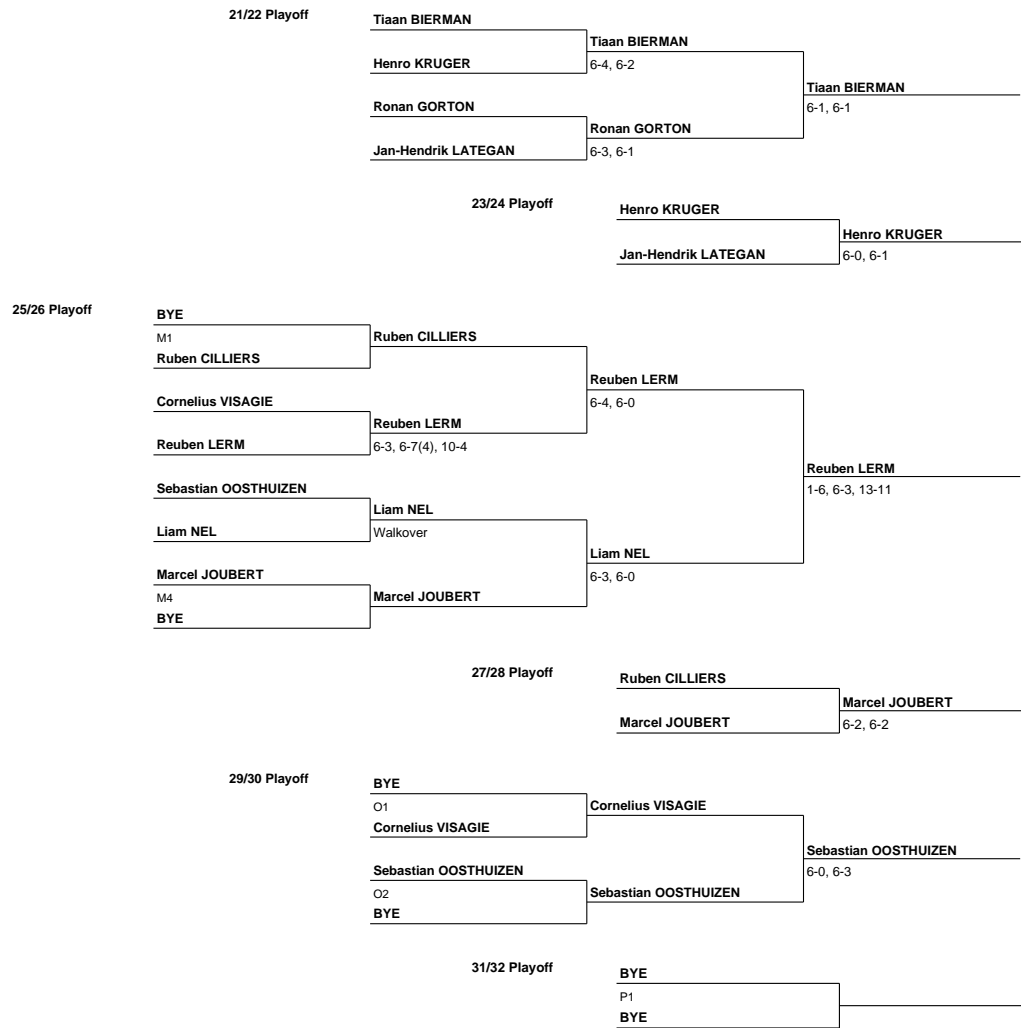 21/22 Playoff
Tiaan BIERMAN
Tiaan BIERMAN
Henro KRUGER
6-4, 6-2
Tiaan BIERMAN
Ronan GORTON
6-1, 6-1
Ronan GORTON
Jan-Hendrik LATEGAN
6-3, 6-1
23/24 Playoff
Henro KRUGER
Henro KRUGER
Jan-Hendrik LATEGAN
6-0, 6-1
25/26 Playoff
BYE
M1
Ruben CILLIERS
Ruben CILLIERS
Reuben LERM
Cornelius VISAGIE
6-4, 6-0
Reuben LERM
Reuben LERM
6-3, 6-7(4), 10-4
Reuben LERM
1-6, 6-3, 13-11
Sebastian OOSTHUIZEN
Liam NEL
Liam NEL
Walkover
Liam NEL
Marcel JOUBERT
6-3, 6-0
M4
Marcel JOUBERT
BYE
27/28 Playoff
Ruben CILLIERS
Marcel JOUBERT
Marcel JOUBERT
6-2, 6-2
29/30 Playoff
BYE
O1
Cornelius VISAGIE
Cornelius VISAGIE
Sebastian OOSTHUIZEN
Sebastian OOSTHUIZEN
6-0, 6-3
O2
Sebastian OOSTHUIZEN
BYE
31/32 Playoff
BYE
P1
BYE